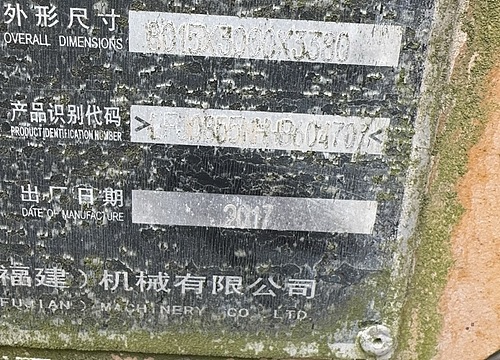 外形尺寸
OVERALL DIMENSIONS 8015X3000X3390
产品识别代码
PRODUCT IDENTIFICATION NUMBER
出厂日期
DATE OF MANUFACTURE 2017
福建）机械有限公司
FUJIAN）MACHINERY CO LTD